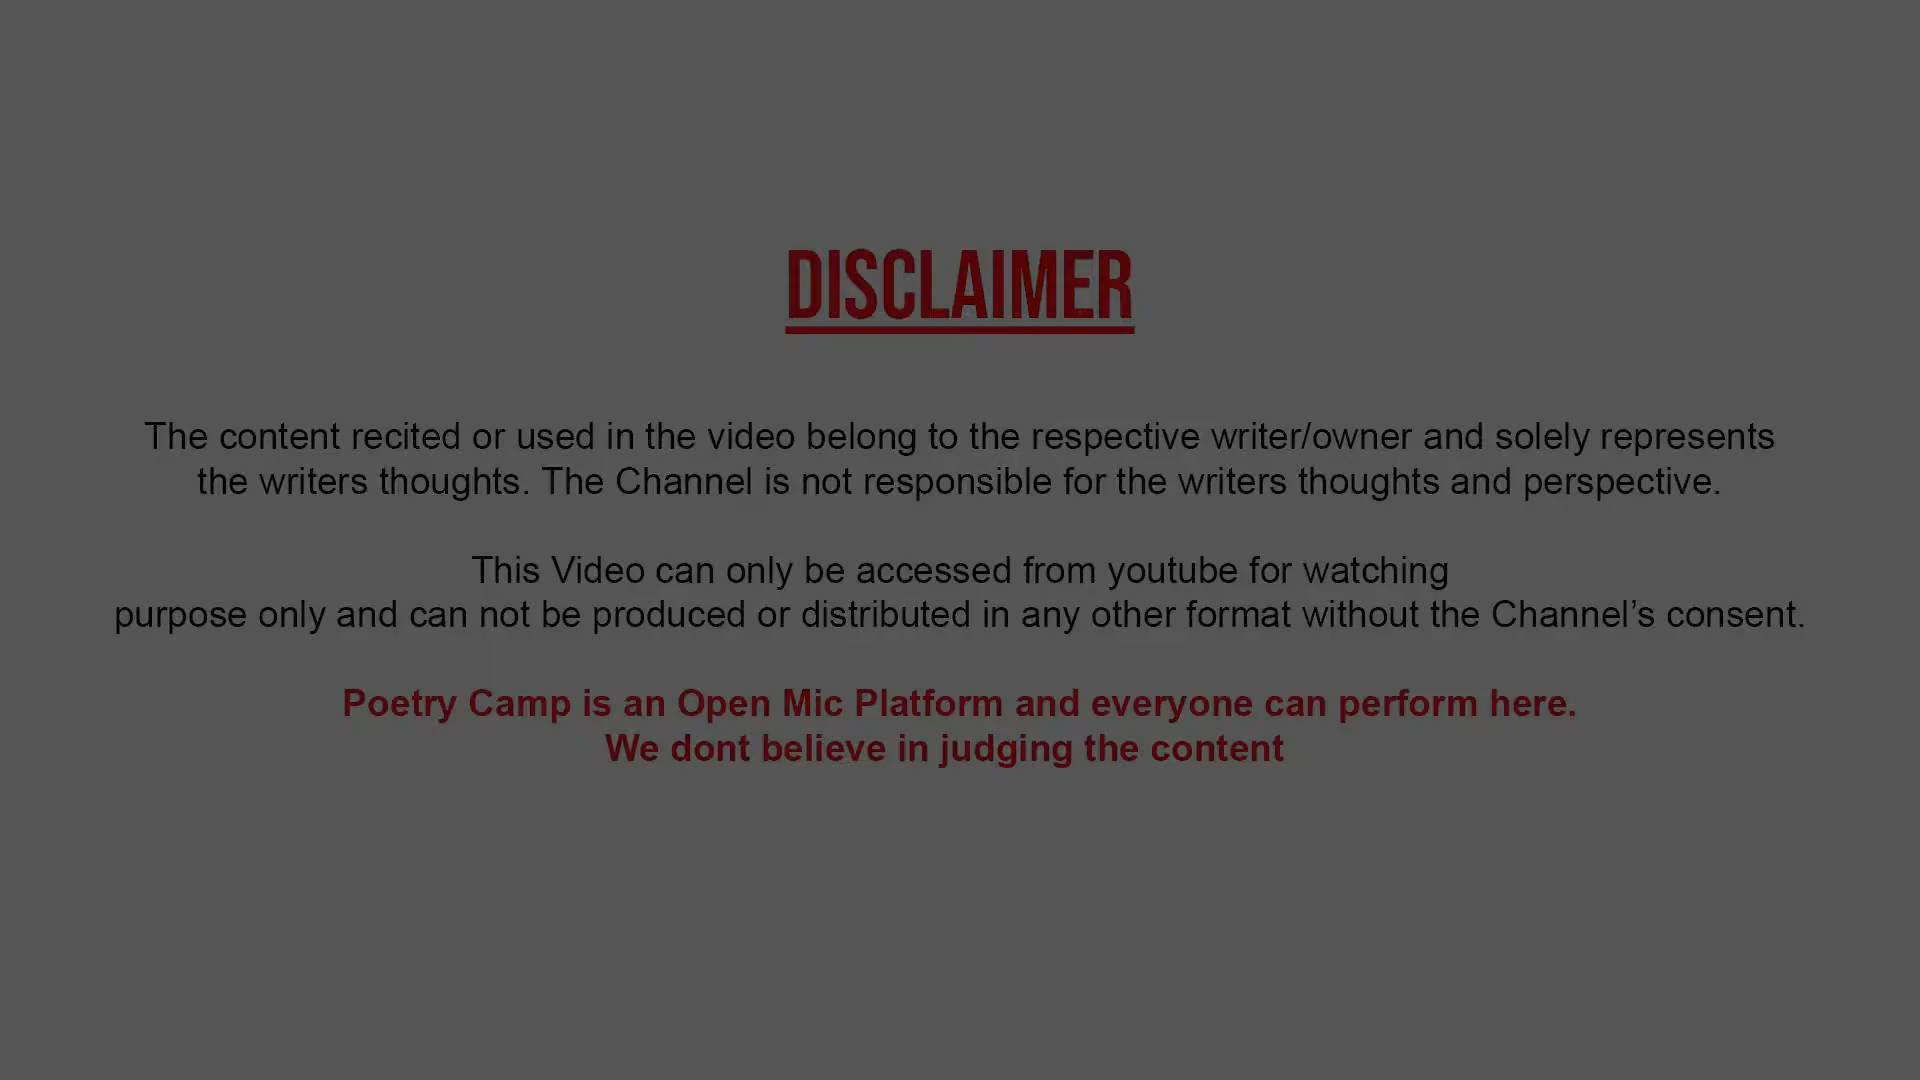 DISCLAIMER
The content recited or used in the video belong to the respective writer/owner and solely represents
the writers thoughts. The Channel is not responsible for the writers thoughts and perspective.
This Video can only be accessed from youtube for watching
purpose only and can not be produced or distributed in any other format without the Channel’s consent.
Poetry Camp is an Open Mic Platform and everyone can perform here.
We dont believe in judging the content